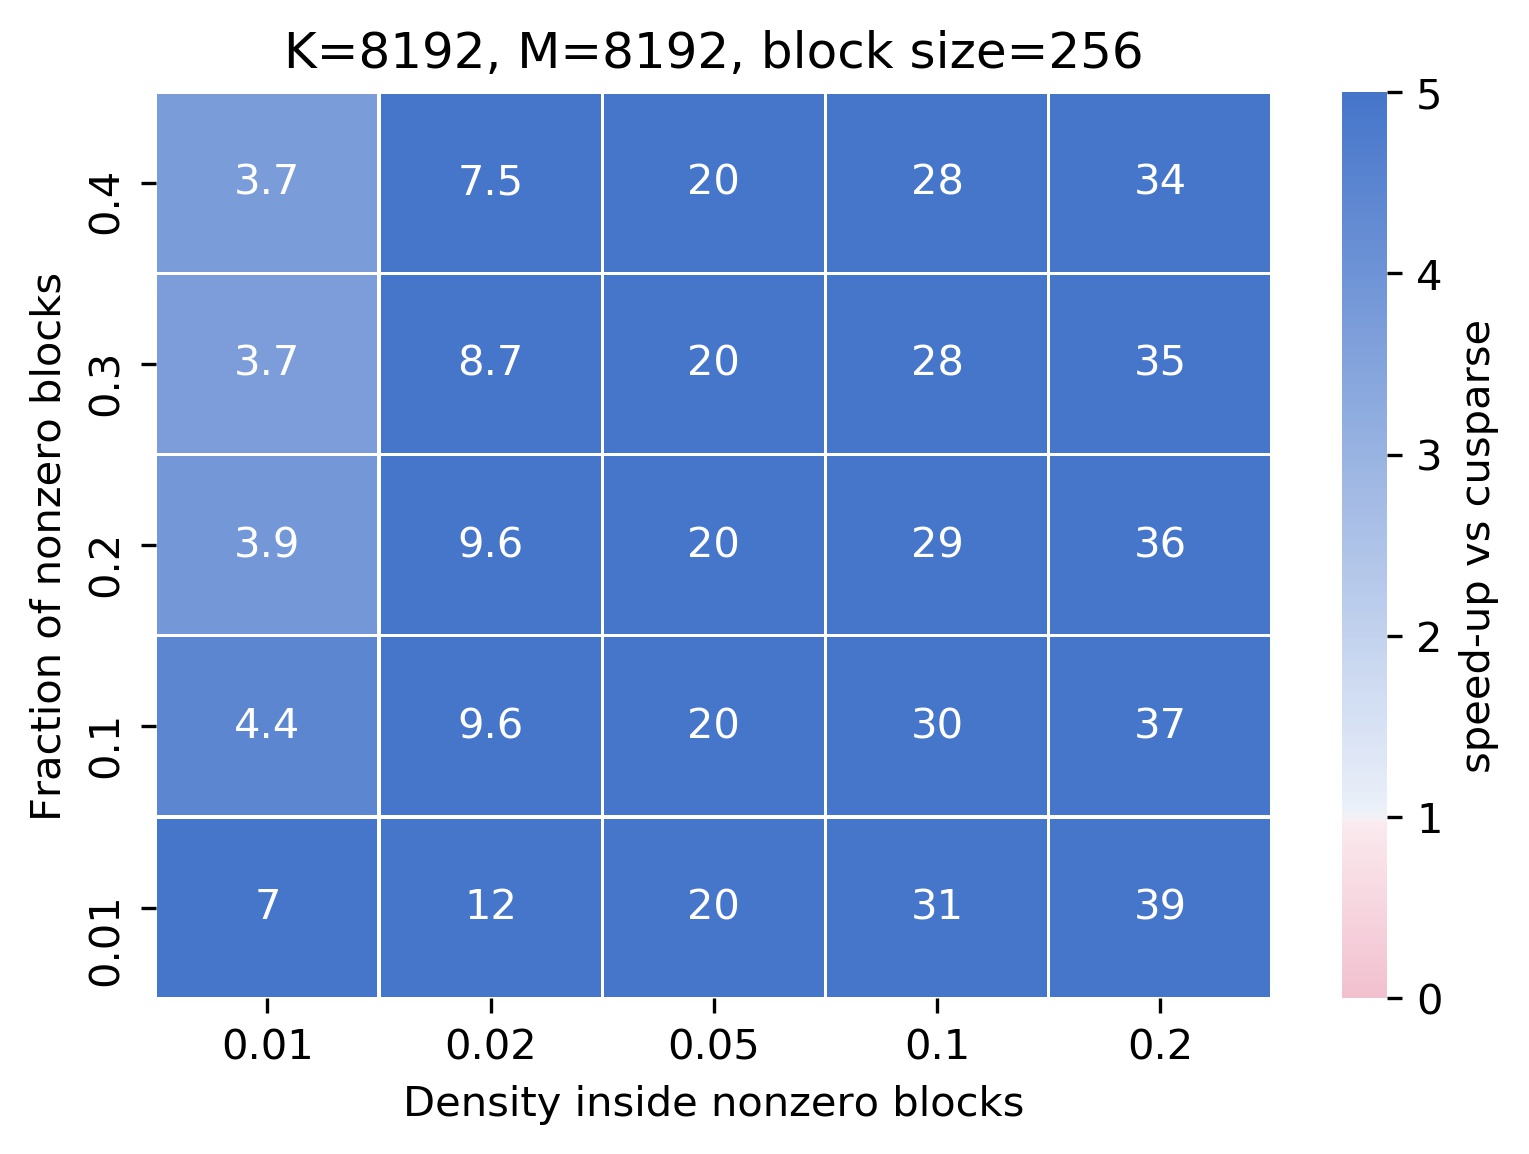 K=8192, M=8192, block size=256
Fraction of nonzero blocks
0.4
3.7 7.5 20 28 34
0.3
3.7 8.7 20 28 35
0.2
3.9 9.6 20 29 36
0.1
4.4 9.6 20 30 37
0.01
7 12 20 31 39
0.01 0.02 0.05 0.1 0.2
Density inside nonzero blocks
5
4
3
2
1
0
speed-up vs cusparse